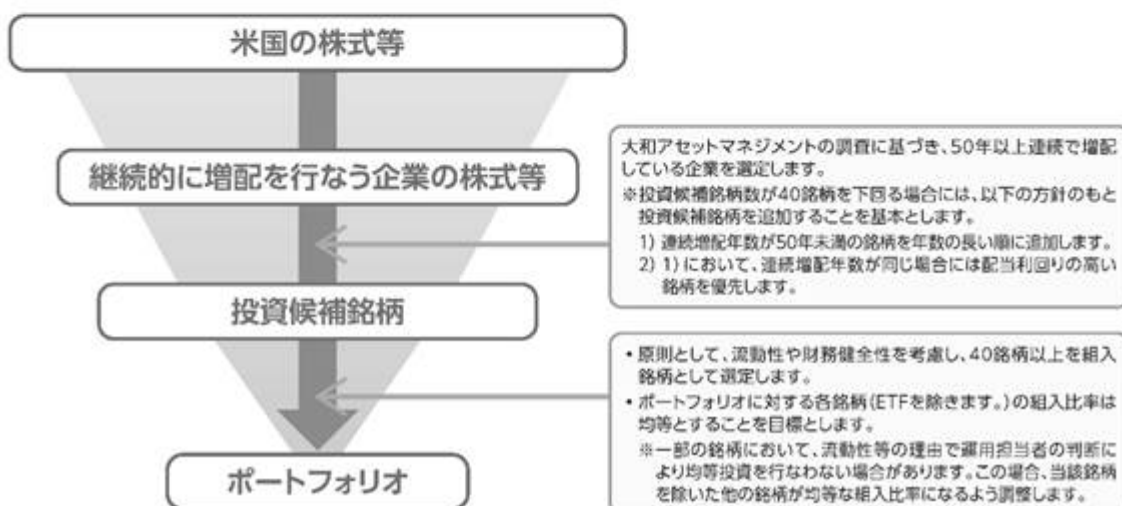 米国の株式等
継続的に増配を行なう企業の株式等
大和アセットマネジメントの調査に基づき、50年以上連続で増配
している企業を選定します。
※投資候補銘柄数が40銘柄を下回る場合には、以下の方針のもと
投資候補銘柄を追加することを基本とします。
1) 連続増配年数が50年未満の銘柄を年数の長い順に追加します。
2) 1)において、連続増配年数が同じ場合には配当利回りの高い
銘柄を優先します。
投資候補銘柄
• 原則として、流動性や財務健全性を考慮し、40銘柄以上を組入
銘柄として選定します。
• ポートフォリオに対する各銘柄(ETFを除きます。)の組入比率は
均等とすることを目標とします。
※一部の銘柄において、流動性等の理由で運用担当者の判断に
より均等投資を行なわない場合があります。この場合、当該銘柄
を除いた他の銘柄が均等な組入比率になるよう調整します。
ポートフォリオ